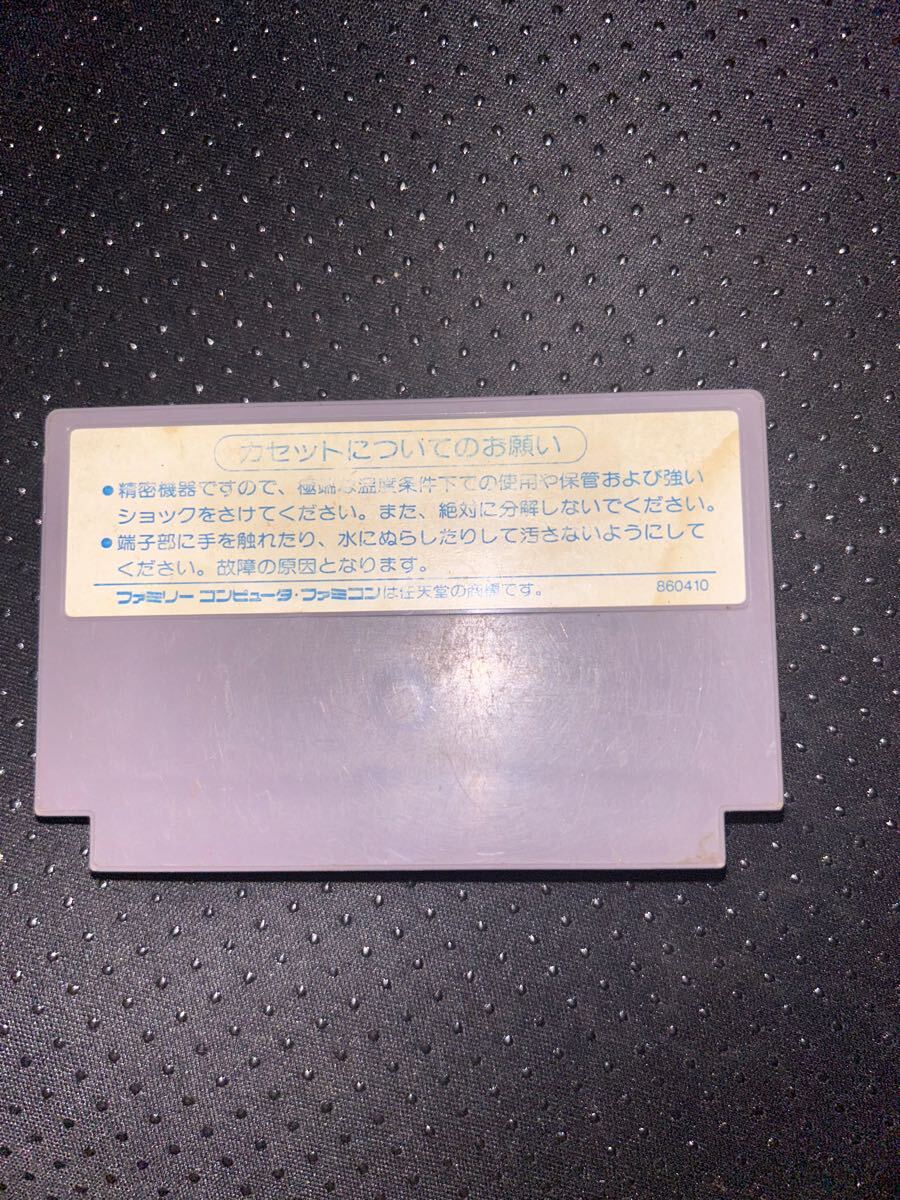 カセットについてのお願い
●精密機器ですので、極端な温度条件下での使用や保管および強い
ショックをさけてください。また、絶対に分解しないでください。
●端子部に手を触れたり、水にぬらしたりして汚さないようにして
ください。故障の原因となります。
ファミリー コンピュータ・ファミコンは任天堂の商標です。 860410